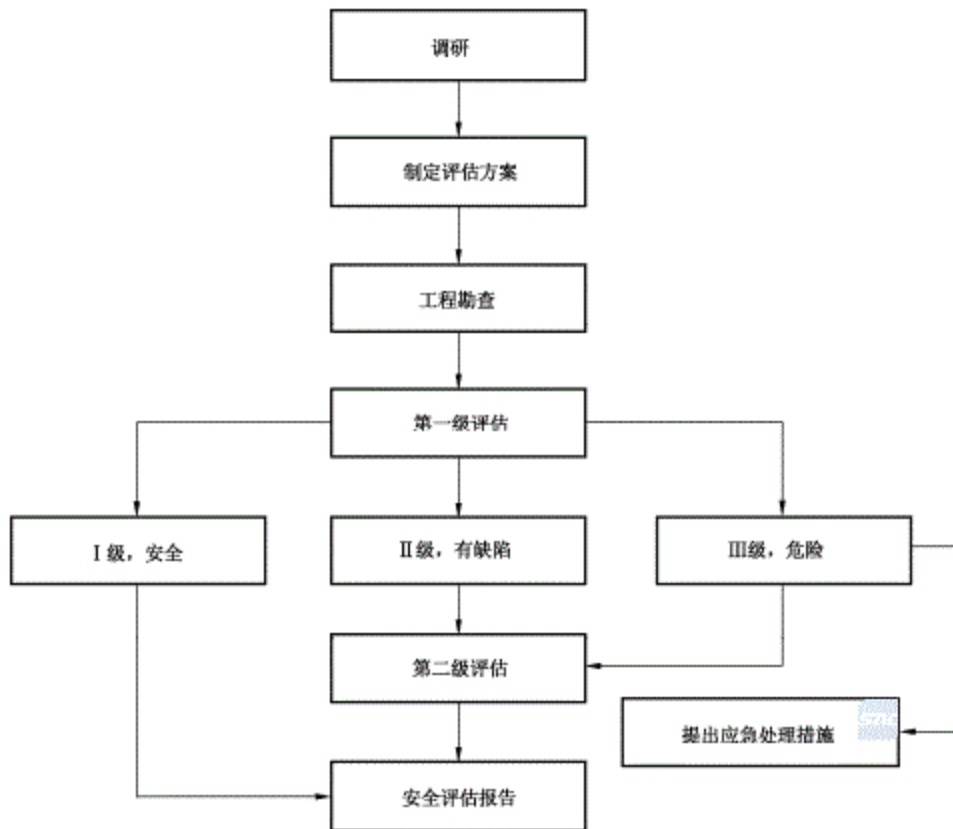 调研
制定评估方案
工程勘查
第一级评估
Ⅰ级，安全
Ⅱ级，有缺陷
Ⅲ级，危险
第二级评估
提出应急处理措施
安全评估报告